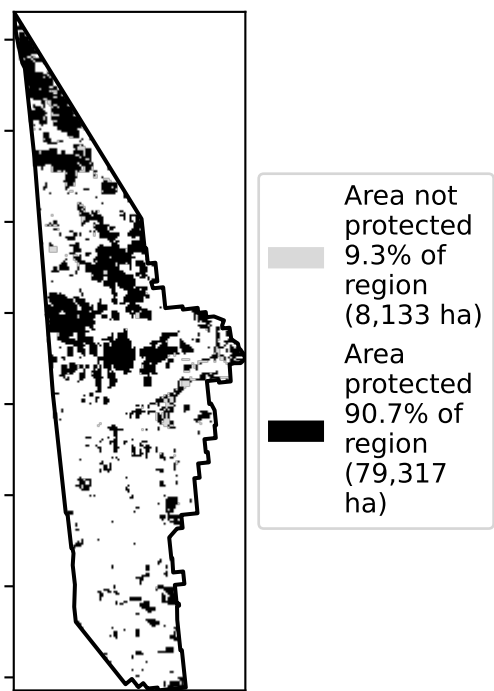 Area not
protected
9.3% of
region
(8,133 ha)
Area
protected
90.7% of
region
(79,317
ha)